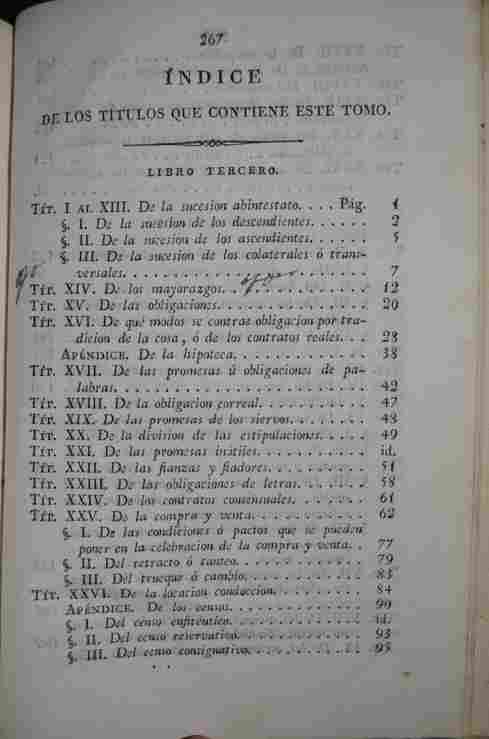 267
ÍNDICE
DE LOS TÍTULOS QUE CONTIENE ESTE TOMO.
LIBRO TERCERO.
Tít. I al XIII. De la sucesion abintestato. . . . Pág. 1
§. I. De la sucesion de los descendientes. . . . . . 2
§. II. De la sucesion de los ascendientes. . . . . . 5
§. III. De la sucesion de los colaterales ó trans-
versales. . . . . . . . . . . . . . . . . . . . 7
Tít. XIV. De los mayorazgos. . . . . . . . . . . . 12
Tít. XV. De las obligaciones. . . . . . . . . . . . 20
Tít. XVI. De qué modos se contrae obligacion por tra-
dicion de la cosa, ó de los contratos reales. . . 28
Apéndice. De la hipoteca. . . . . . . . . . . . 38
Tít. XVII. De las promesas ú obligaciones de pa-
labras. . . . . . . . . . . . . . . . . . . . 42
Tít. XVIII. De la obligacion correal. . . . . . . . . 47
Tít. XIX. De las promesas de los siervos. . . . . . . 48
Tít. XX. De la division de las estipulaciones. . . . . 49
Tít. XXI. De las promesas inútiles. . . . . . . . . id.
Tít. XXII. De las fianzas y fiadores. . . . . . . . . 51
Tít. XXIII. De las obligaciones de letras. . . . . . 58
Tít. XXIV. De los contratos consensuales. . . . . . . 61
Tít. XXV. De la compra y venta. . . . . . . . . . 62
§. I. De las condiciones ó pactos que se pueden
poner en la celebracion de la compra y venta. . 77
§. II. Del retracto ó tanteo. . . . . . . . . . . 79
§. III. Del trueque ó cambio. . . . . . . . . . . 83
Tít. XXVI. De la locacion conduccion. . . . . . . . 84
Apéndice. De los censos. . . . . . . . . . . . 90
§. I. Del censo enfitéutico. . . . . . . . . . . id.
§. II. Del censo reservativo. . . . . . . . . . . 93
§. III. Del censo consignativo. . . . . . . . . . 95